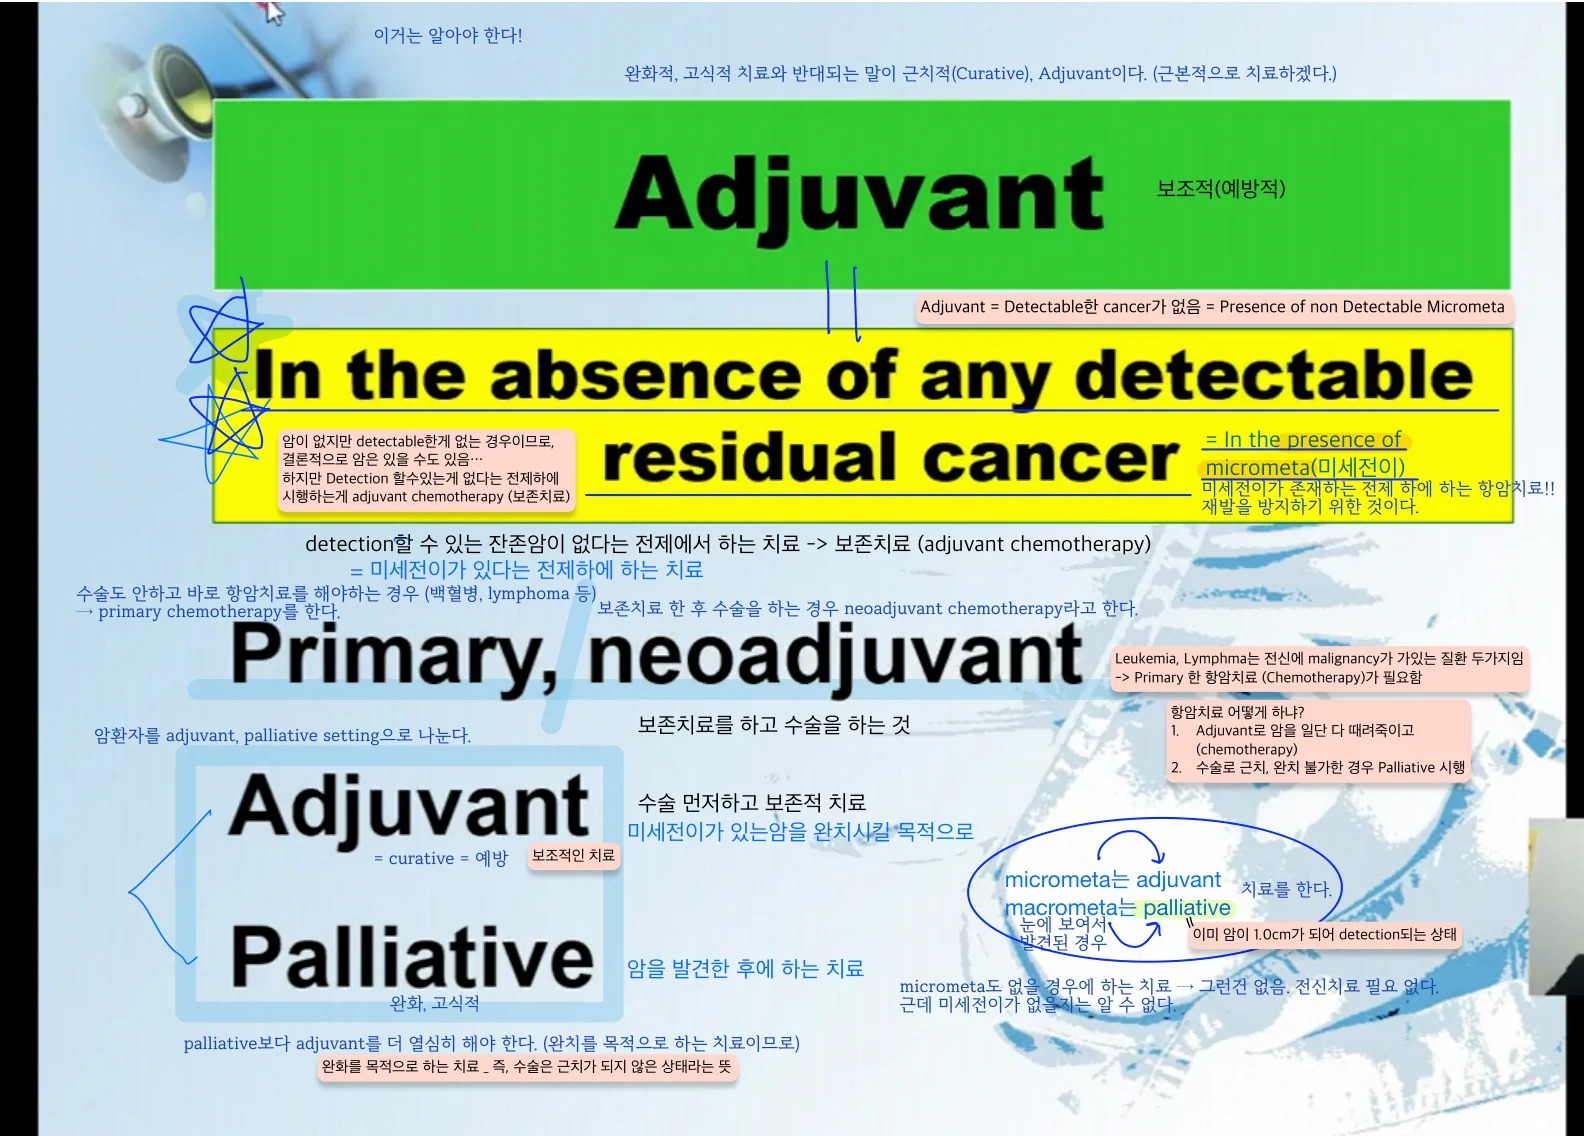 이거는 알아야 한다!
완화적, 고식적 치료와 반대되는 말이 근치적(Curative), Adjuvant이다. (근본적으로 치료하겠다.)
Adjuvant
보조적(예방적)
Adjuvant = Detectable한 cancer가 없음 = Presence of non Detectable Micrometa
In the absence of any detectable
residual cancer
암이 없지만 detectable한게 없는 경우이므로,
결론적으로 암은 있을 수도 있음…
하지만 Detection 할수있는게 없다는 전제하에
시행하는게 adjuvant chemotherapy (보존치료)
= In the presence of
micrometa(미세전이)
미세전이가 존재하는 전제 하에 하는 항암치료!!
재발을 방지하기 위한 것이다.
detection할 수 있는 잔존암이 없다는 전제에서 하는 치료 -> 보존치료 (adjuvant chemotherapy)
= 미세전이가 있다는 전제하에 하는 치료
수술도 안하고 바로 항암치료를 해야하는 경우 (백혈병, lymphoma 등)
→ primary chemotherapy를 한다.
보존치료 한 후 수술을 하는 경우 neoadjuvant chemotherapy라고 한다.
Primary, neoadjuvant
Leukemia, Lymphma는 전신에 malignancy가 가있는 질환 두가지임
-> Primary 한 항암치료 (Chemotherapy)가 필요함
보존치료를 하고 수술을 하는 것
항암치료 어떻게 하냐?
1. Adjuvant로 암을 일단 다 때려죽이고
(chemotherapy)
2. 수술로 근치, 완치 불가한 경우 Palliative 시행
암환자를 adjuvant, palliative setting으로 나눈다.
Adjuvant
수술 먼저하고 보존적 치료
미세전이가 있는암을 완치시킬 목적으로
= curative = 예방
보조적인 치료
micrometa는 adjuvant
macrometa는 palliative
치료를 한다.
눈에 보여서
발견된 경우
이미 암이 1.0cm가 되어 detection되는 상태
Palliative
암을 발견한 후에 하는 치료
완화, 고식적
micrometa도 없을 경우에 하는 치료 → 그런건 없음. 전신치료 필요 없다.
근데 미세전이가 없을지는 알 수 없다.
palliative보다 adjuvant를 더 열심히 해야 한다. (완치를 목적으로 하는 치료이므로)
완화를 목적으로 하는 치료 _ 즉, 수술은 근치가 되지 않은 상태라는 뜻